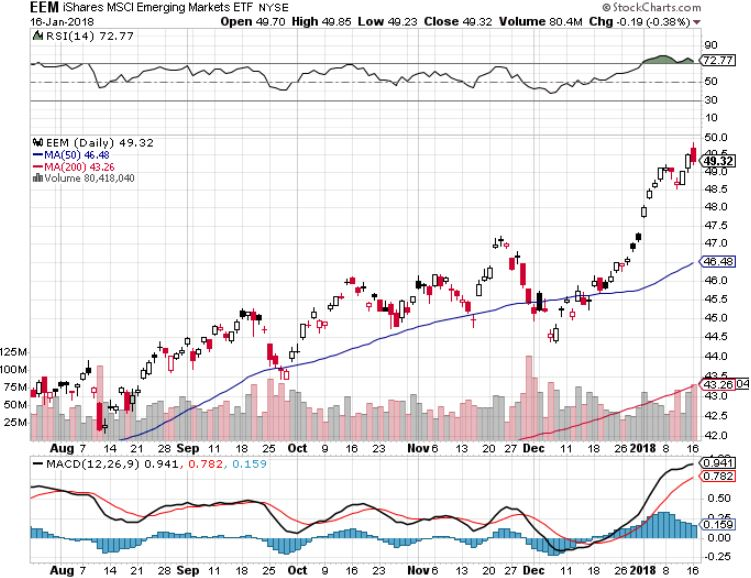 EEM iShares MSCI Emerging Markets ETF NYSE © StockCharts.com
16-Jan-2018 Open 49.70 High 49.85 Low 49.23 Close 49.32 Volume 80.4M Chg -0.19 (-0.38%)
RSI(14) 72.77
90
72.77
50
30
10
EEM (Daily) 49.32
MA(50) 46.48
MA(200) 43.26
Volume 80,418,040
50.0
49.5
49.32
49.0
48.5
48.0
47.5
47.0
46.48
46.0
45.5
45.0
44.5
44.0
43.5
43.26 04
43.0
42.5
42.0
125M
100M
75M
50M
25M
Aug 7 14 21 28 Sep 11 18 25 Oct 9 16 23 Nov 6 13 20 27 Dec 11 18 26 2018 8 16
MACD(12,26,9) 0.941, 0.782, 0.159
0.941
0.782
0.50
0.25
0.159
0.00
-0.25
Aug 7 14 21 28 Sep 11 18 25 Oct 9 16 23 Nov 6 13 20 27 Dec 11 18 26 2018 8 16